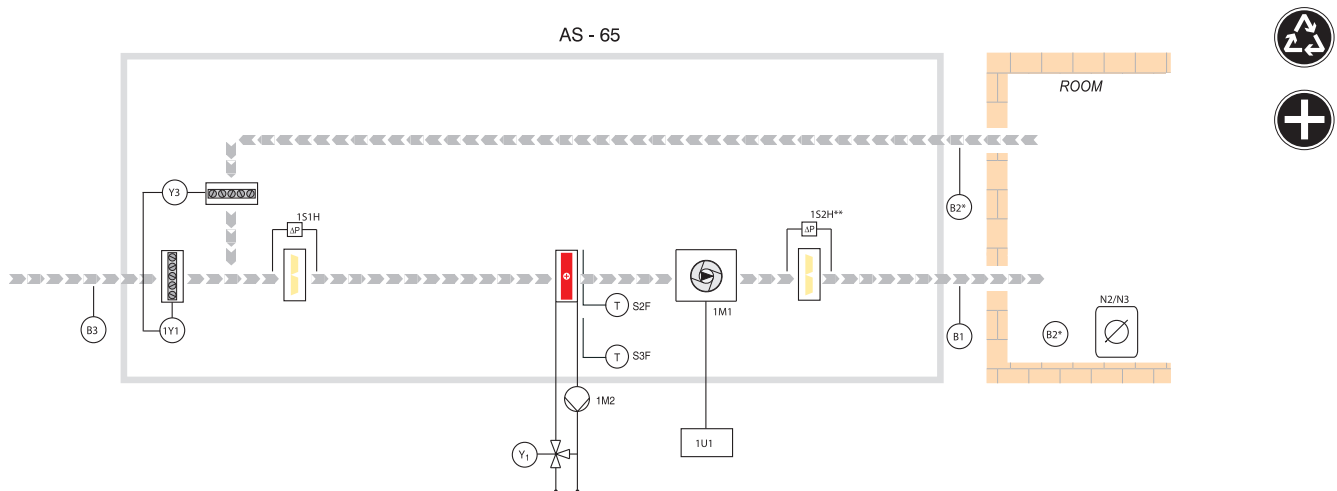 AS - 65
ROOM
Y3
1S1H
ΔP
1S2H**
ΔP
B2*
B3
1Y1
T S2F
1M1
B1
B2*
N2/N3
T S3F
1M2
Y1
1U1